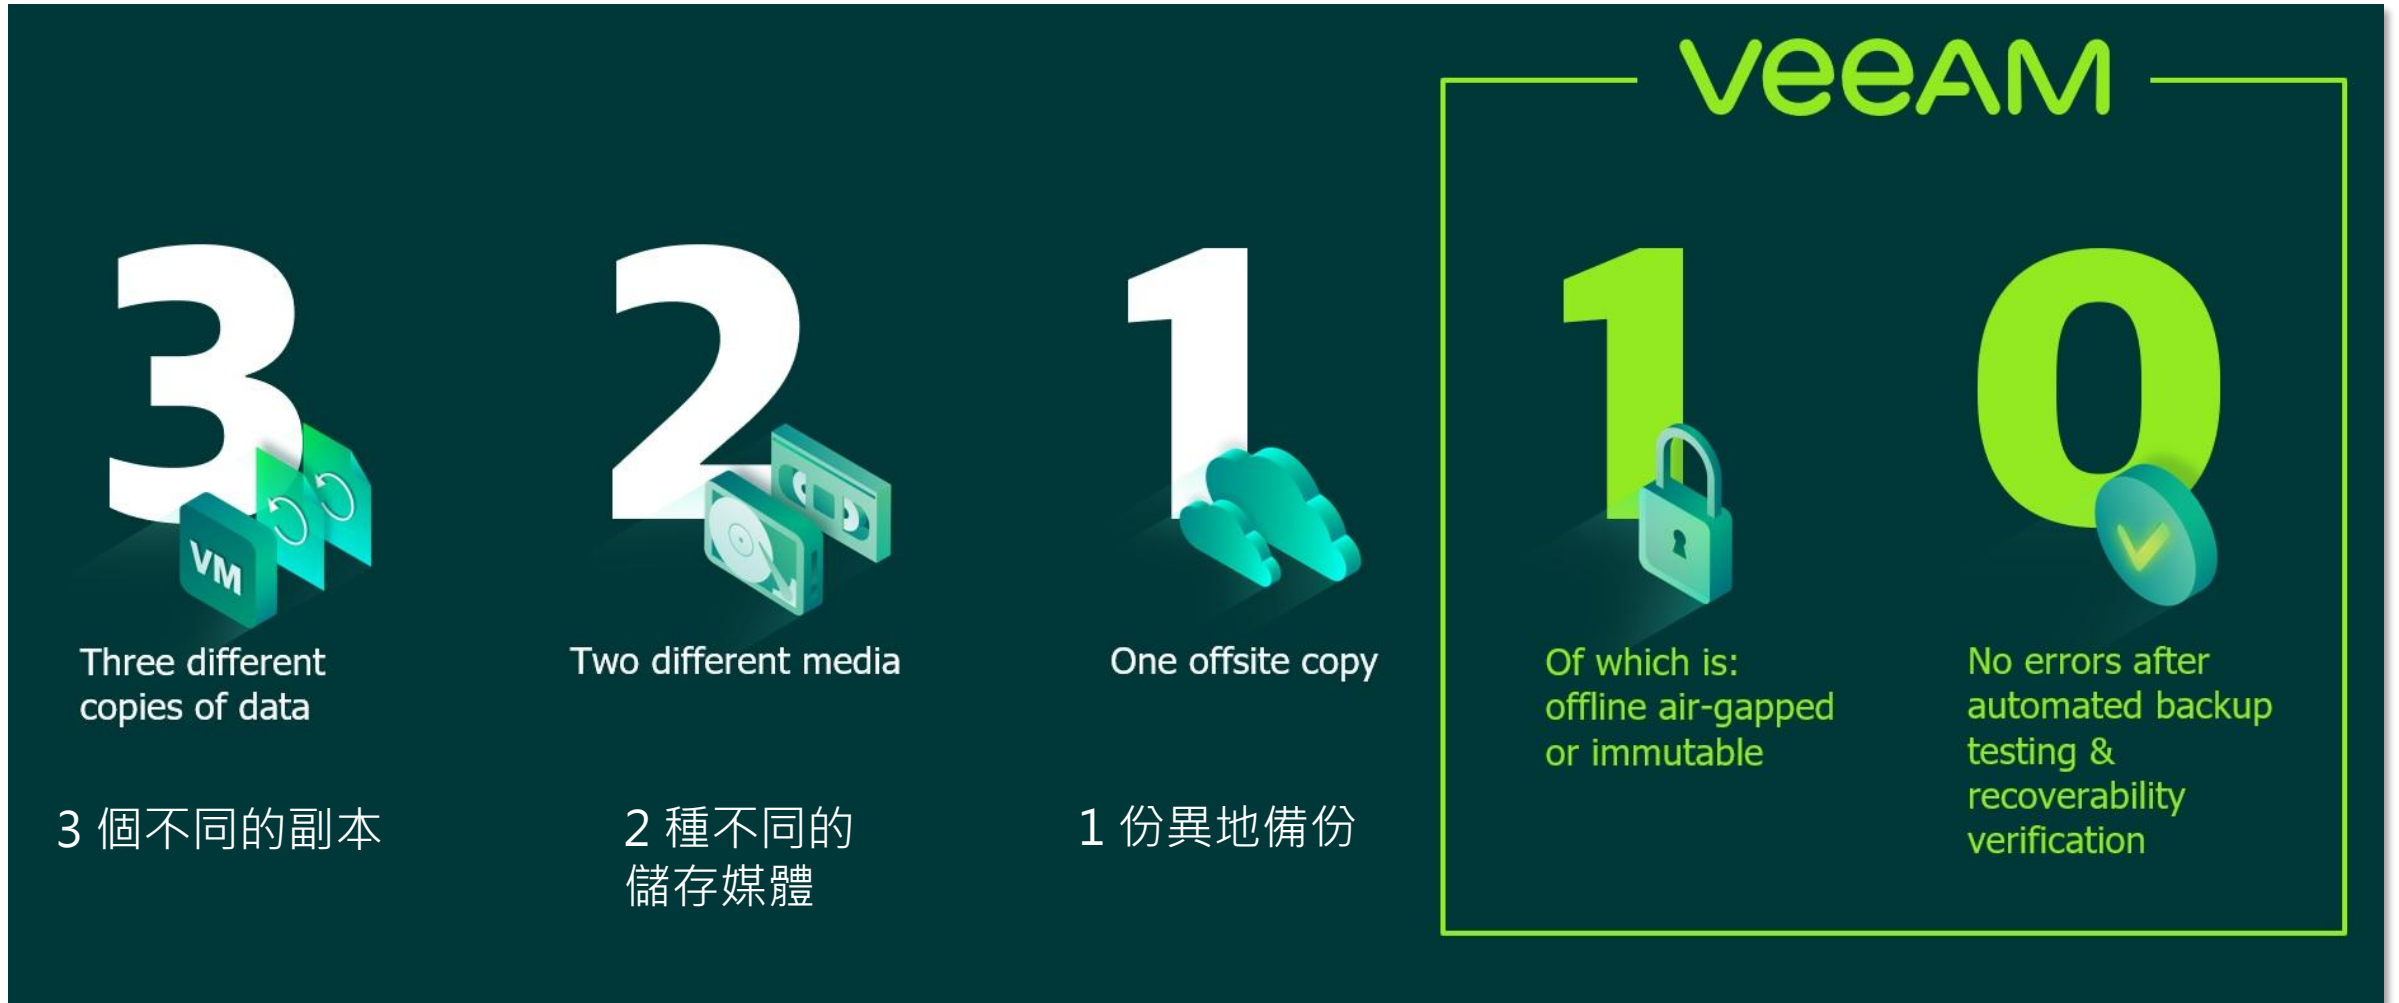 veeAM
3
2
1
1
0
VM
Three different
copies of data
Two different media
One offsite copy
Of which is:
offline air-gapped
or immutable
No errors after
automated backup
testing &
recoverability
verification
3 個不同的副本
2 種不同的
儲存媒體
1 份異地備份